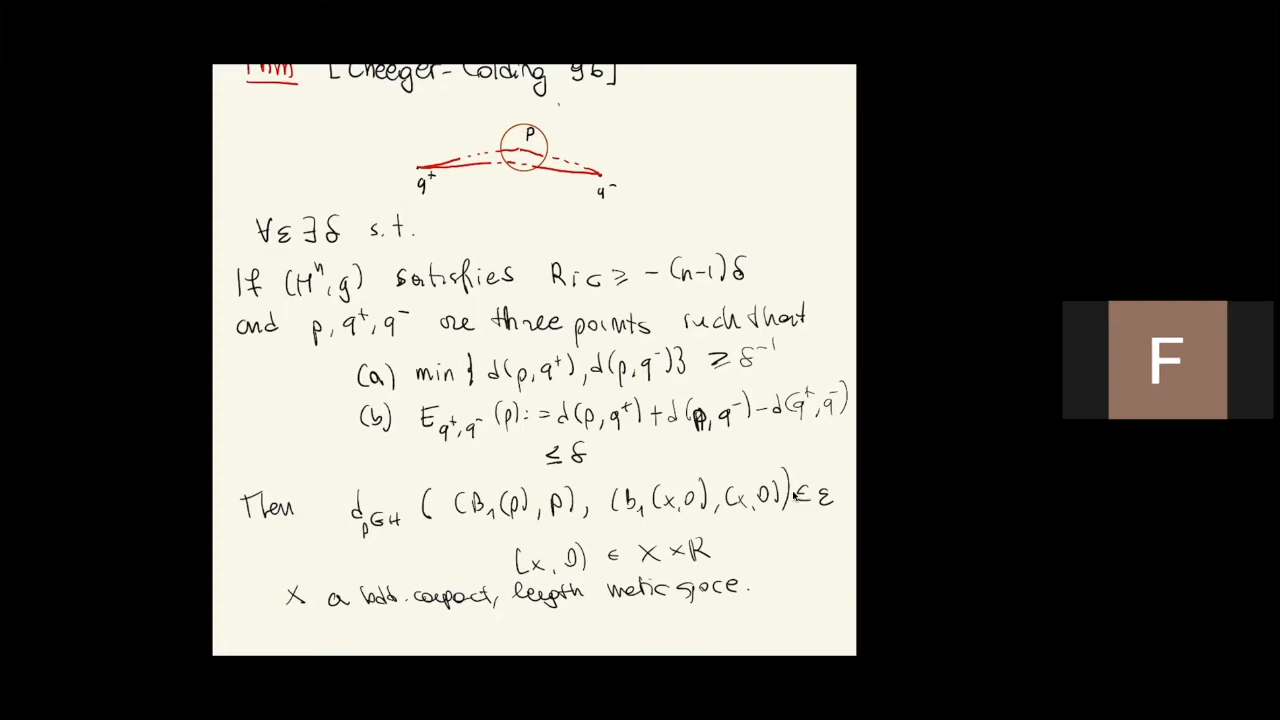 Thm [Cheeger-Colding 96]
p
q⁺
q⁻
∀ε ∃δ s.t.
If (Mⁿ, g) satisfies Ric ≥ -(n-1)δ
and p, q⁺, q⁻ are three points such that
(a) min { d(p, q⁺), d(p, q⁻)} ≥ δ⁻¹
(b) E_{q⁺,q⁻}(p) := d(p, q⁺) + d(p, q⁻) - d(q⁺, q⁻)
≤ δ
Then d_{pGH} ( (B₁(p), p), (B₁(x,0), (x,0)) ) ≤ ε
(x, 0) ∈ X × ℝ
X a bdd. compact, length metric space.
F